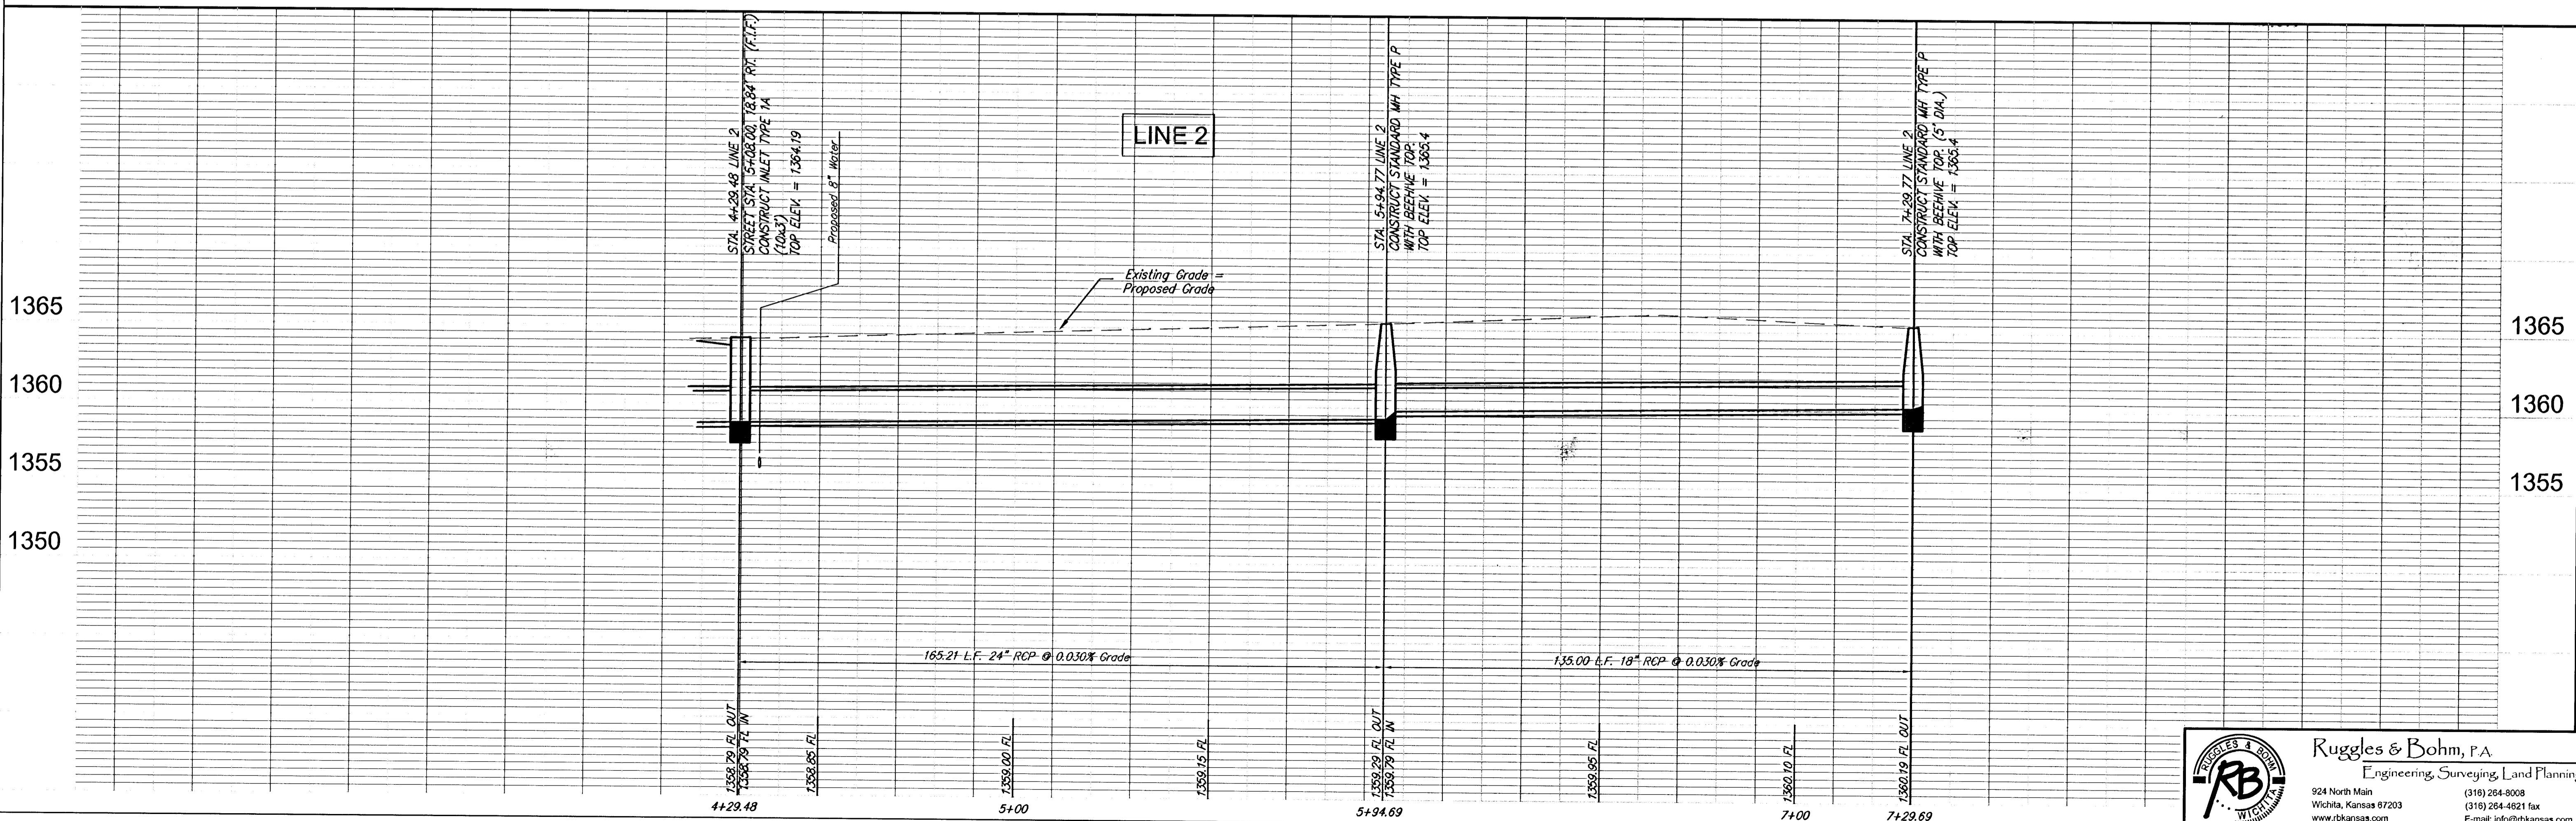 STA. 4+29.48 LINE 2
STREET STA. 5+08.00, 18.84' RT. (F.I.F.)
CONSTRUCT INLET TYPE 1A
(10x3')
TOP ELEV. = 1364.19
Proposed 8" Water
LINE 2
STA. 5+94.77 LINE 2
CONSTRUCT STANDARD MH TYPE P
WITH BEEHIVE TOP.
TOP ELEV. = 1365.4
STA. 7+29.77 LINE 2
CONSTRUCT STANDARD MH TYPE P
WITH BEEHIVE TOP. (5' DIA.)
TOP ELEV. = 1365.4
Existing Grade =
Proposed Grade
1365
1360
1355
1350
1365
1360
1355
165.21 L.F. 24" RCP @ 0.030% Grade
135.00 L.F. 18" RCP @ 0.030% Grade
1358.79 FL OUT
1358.79 FL IN
1358.85 FL
1359.00 FL
1359.15 FL
1359.29 FL OUT
1359.79 FL IN
1359.95 FL
1360.10 FL
1360.19 FL OUT
4+29.48
5+00
5+94.69
7+00
7+29.69
RUGGLES & BOHM
RB
WICHITA
Ruggles & Bohm, P.A.
Engineering, Surveying, Land Planning
924 North Main
Wichita, Kansas 67203
www.rbkansas.com
(316) 264-8008
(316) 264-4621 fax
E-mail: info@rbkansas.com